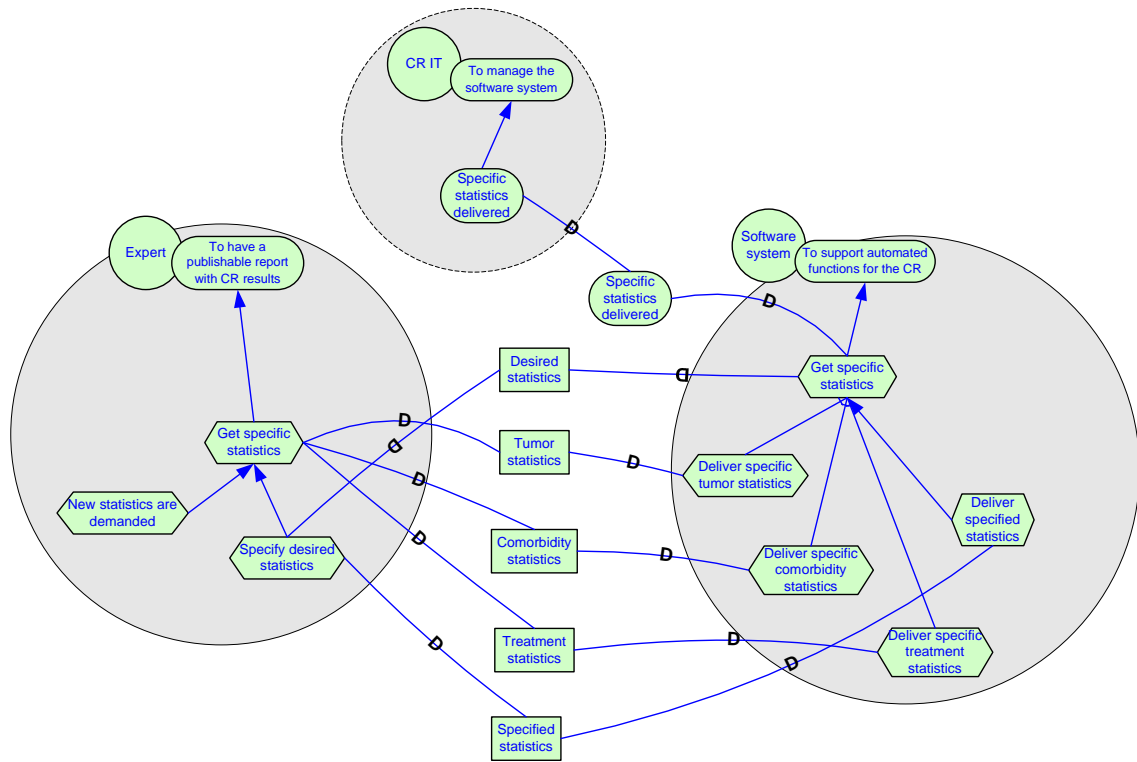 CR IT
To manage the
software system
Specific
statistics
delivered
D
Expert
To have a
publishable report
with CR results
Software
system
To support automated
functions for the CR
Specific
statistics
delivered
D
Desired
statistics
D
Get specific
statistics
Get specific
statistics
D
D
Tumor
statistics
D
Deliver specific
tumor statistics
New statistics are
demanded
Specify desired
statistics
D
Comorbidity
statistics
D
Deliver specific
comorbidity
statistics
Deliver
specified
statistics
D
Treatment
statistics
D
Deliver specific
treatment
statistics
D
Specified
statistics
D